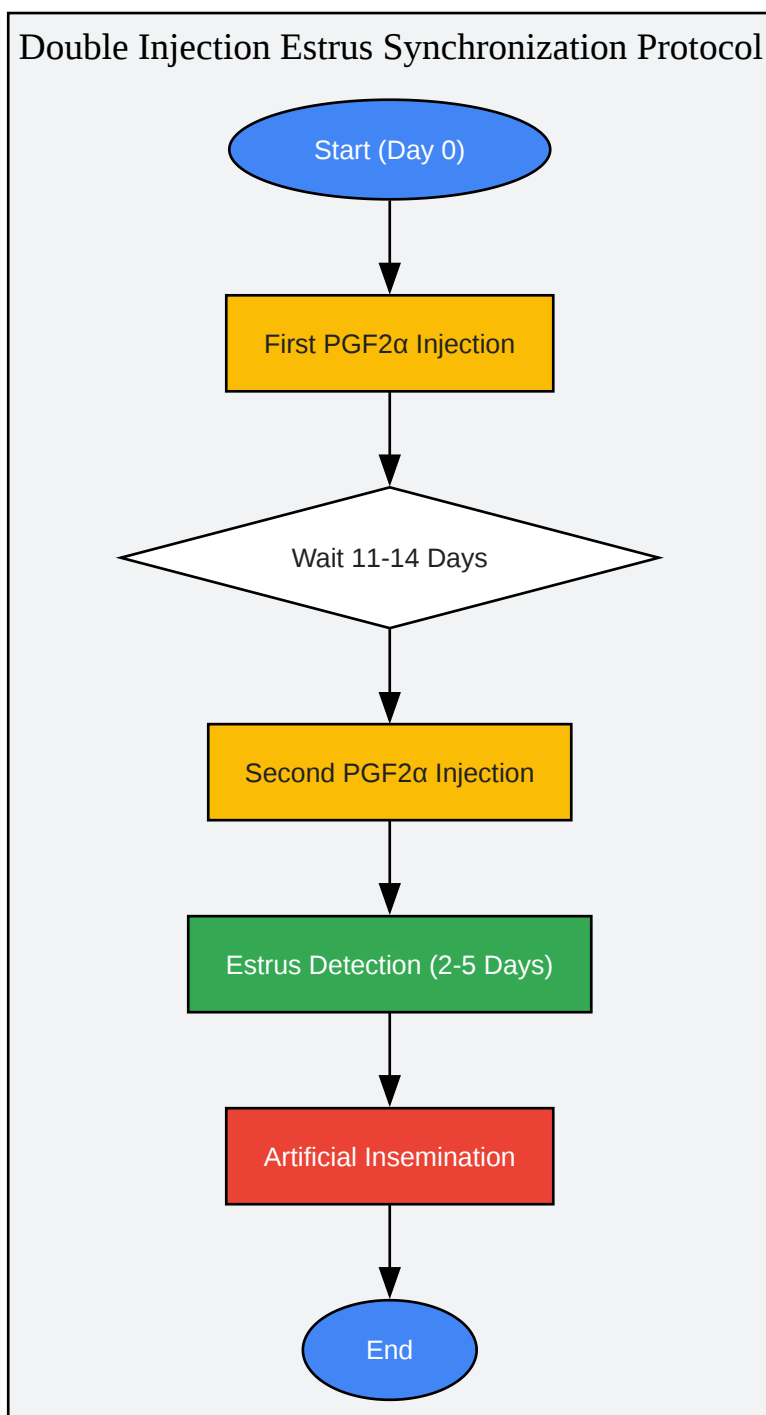 Double Injection Estrus Synchronization Protocol
Start (Day 0)
First PGF2α Injection
Wait 11-14 Days
Second PGF2α Injection
Estrus Detection (2-5 Days)
Artificial Insemination
End